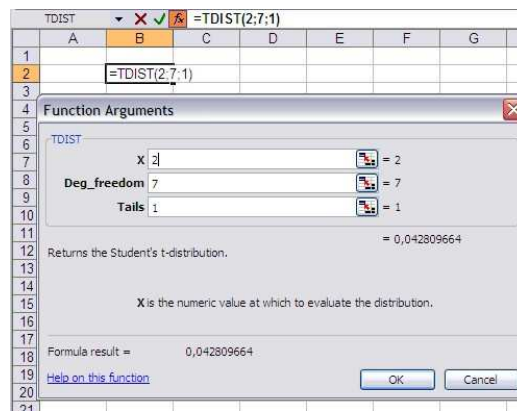 TDIST fx =TDIST(2;7;1)
A B C D E F G
1
2 =TDIST(2;7;1)
3
4 Function Arguments
5
6 TDIST
7 X 2 = 2
8 Deg_freedom 7 = 7
9
10 Tails 1 = 1
11 = 0,042809664
12 Returns the Student's t-distribution.
13
14
15 X is the numeric value at which to evaluate the distribution.
16
17
18 Formula result = 0,042809664
19 Help on this function OK Cancel
20
21